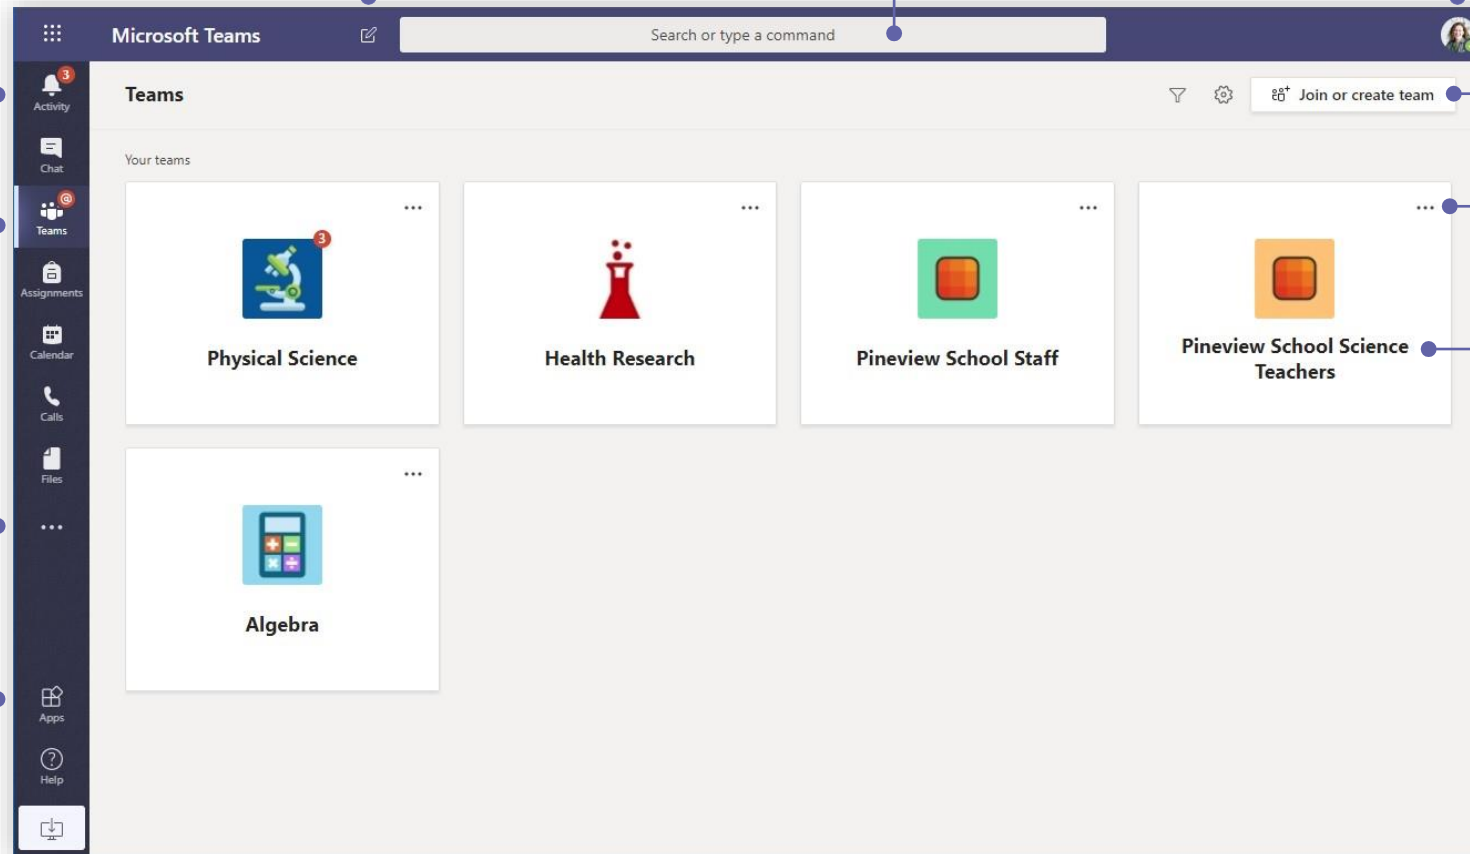 Microsoft Teams
Search or type a command
3
Activity
Chat
@
Teams
Assignments
Calendar
Calls
Files
Apps
Help
Teams
Join or create team
Your teams
3
Physical Science
Health Research
Pineview School Staff
Pineview School Science
Teachers
Algebra